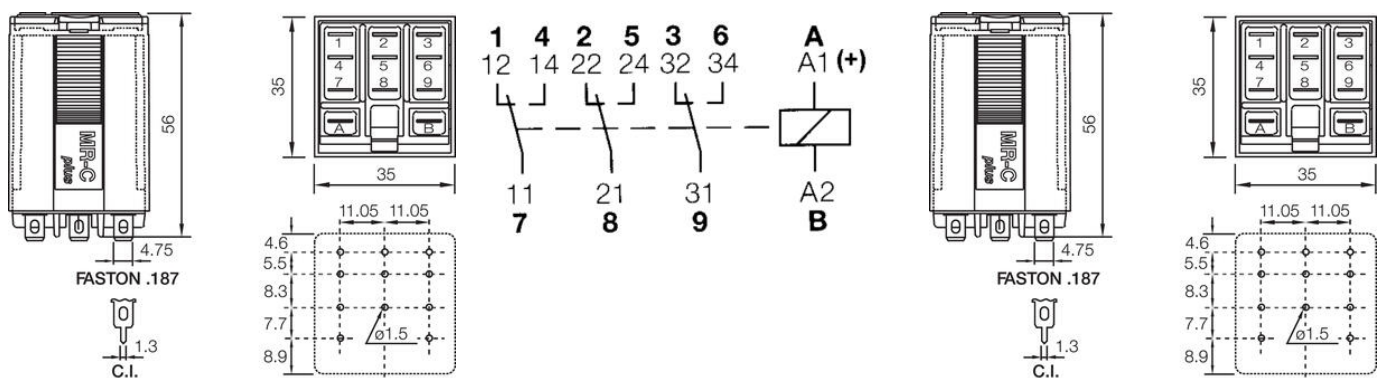 56
MR-C
plus
4.75
FASTON .187
1.3
C.I.
35
1 2 3
4 5 6
7 8 9
A B
35
11.05 11.05
4.6
5.5
8.3
7.7
8.9
ø1.5
1 4 2 5 3 6 A
12 14 22 24 32 34 A1 (+)
11 21 31 A2
7 8 9 B
56
MR-C
plus
4.75
FASTON .187
1.3
C.I.
35
1 2 3
4 5 6
7 8 9
A B
35
11.05 11.05
4.6
5.5
8.3
7.7
8.9
ø1.5